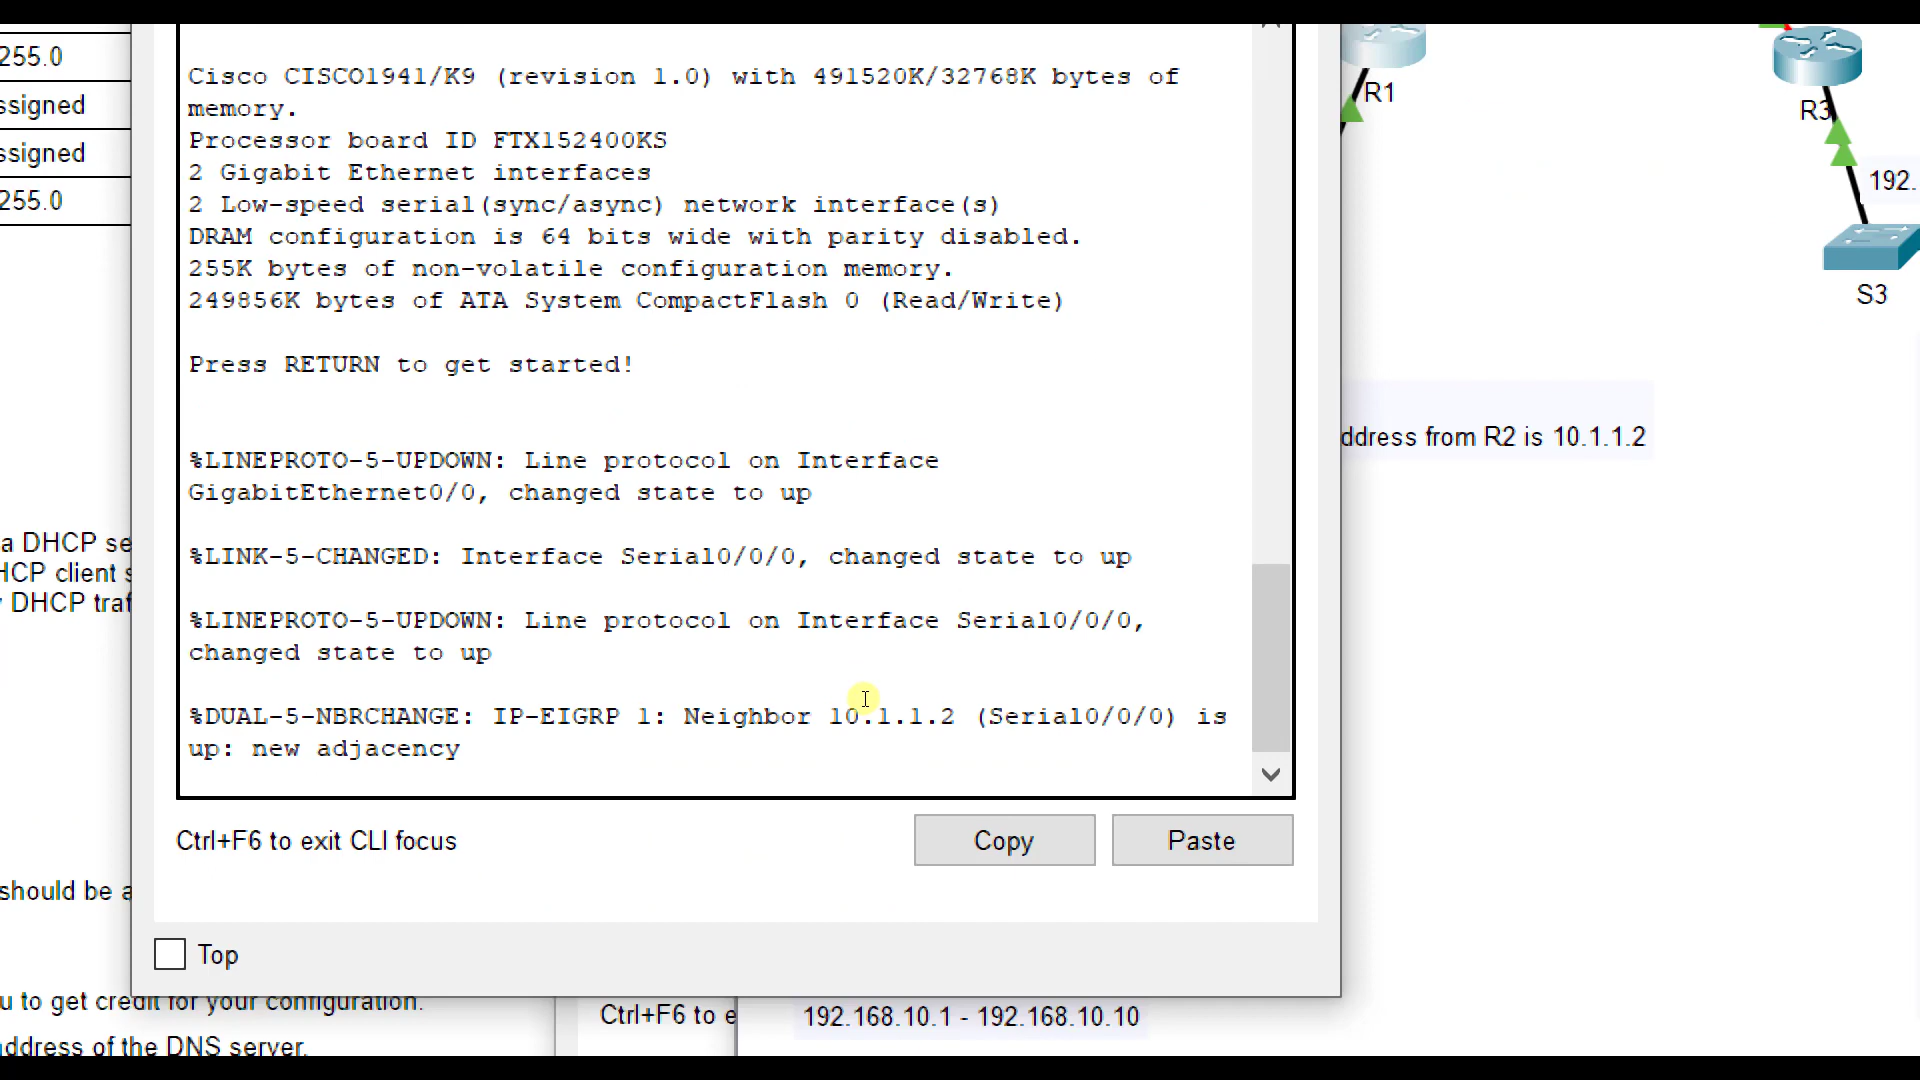 255.0
ssigned
ssigned
255.0
a DHCP se
HCP client s
DHCP traf
should be a
u to get credit for your configuration.
ddress of the DNS server.
Cisco CISCO1941/K9 (revision 1.0) with 491520K/32768K bytes of
memory.
Processor board ID FTX152400KS
2 Gigabit Ethernet interfaces
2 Low-speed serial(sync/async) network interface(s)
DRAM configuration is 64 bits wide with parity disabled.
255K bytes of non-volatile configuration memory.
249856K bytes of ATA System CompactFlash 0 (Read/Write)
Press RETURN to get started!
%LINEPROTO-5-UPDOWN: Line protocol on Interface
GigabitEthernet0/0, changed state to up
%LINK-5-CHANGED: Interface Serial0/0/0, changed state to up
%LINEPROTO-5-UPDOWN: Line protocol on Interface Serial0/0/0,
changed state to up
%DUAL-5-NBRCHANGE: IP-EIGRP 1: Neighbor 10.1.1.2 (Serial0/0/0) is
up: new adjacency
Ctrl+F6 to exit CLI focus
Copy
Paste
Top
Ctrl+F6 to e
192.168.10.1 - 192.168.10.10
R1
R3
192.
S3
ddress from R2 is 10.1.1.2